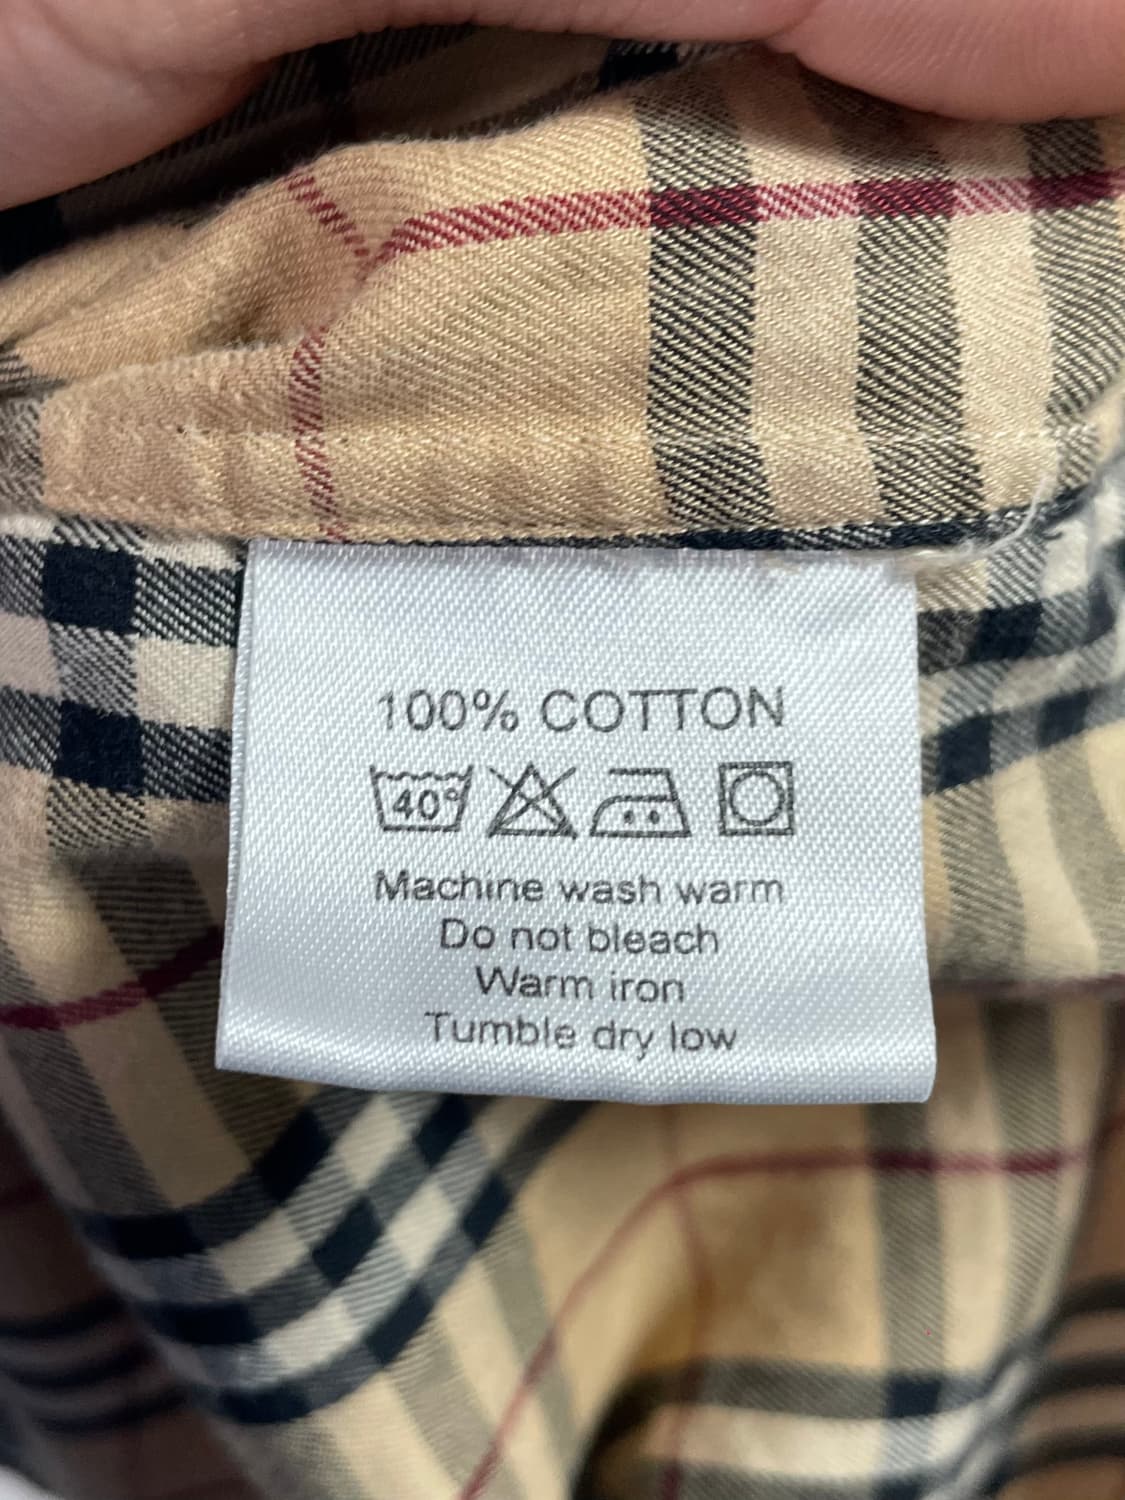 100% COTTON
40°
Machine wash warm
Do not bleach
Warm iron
Tumble dry low